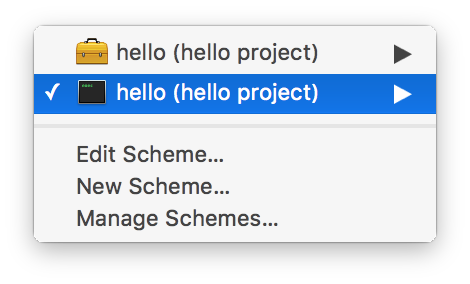 hello (hello project)
hello (hello project)
Edit Scheme...
New Scheme...
Manage Schemes...